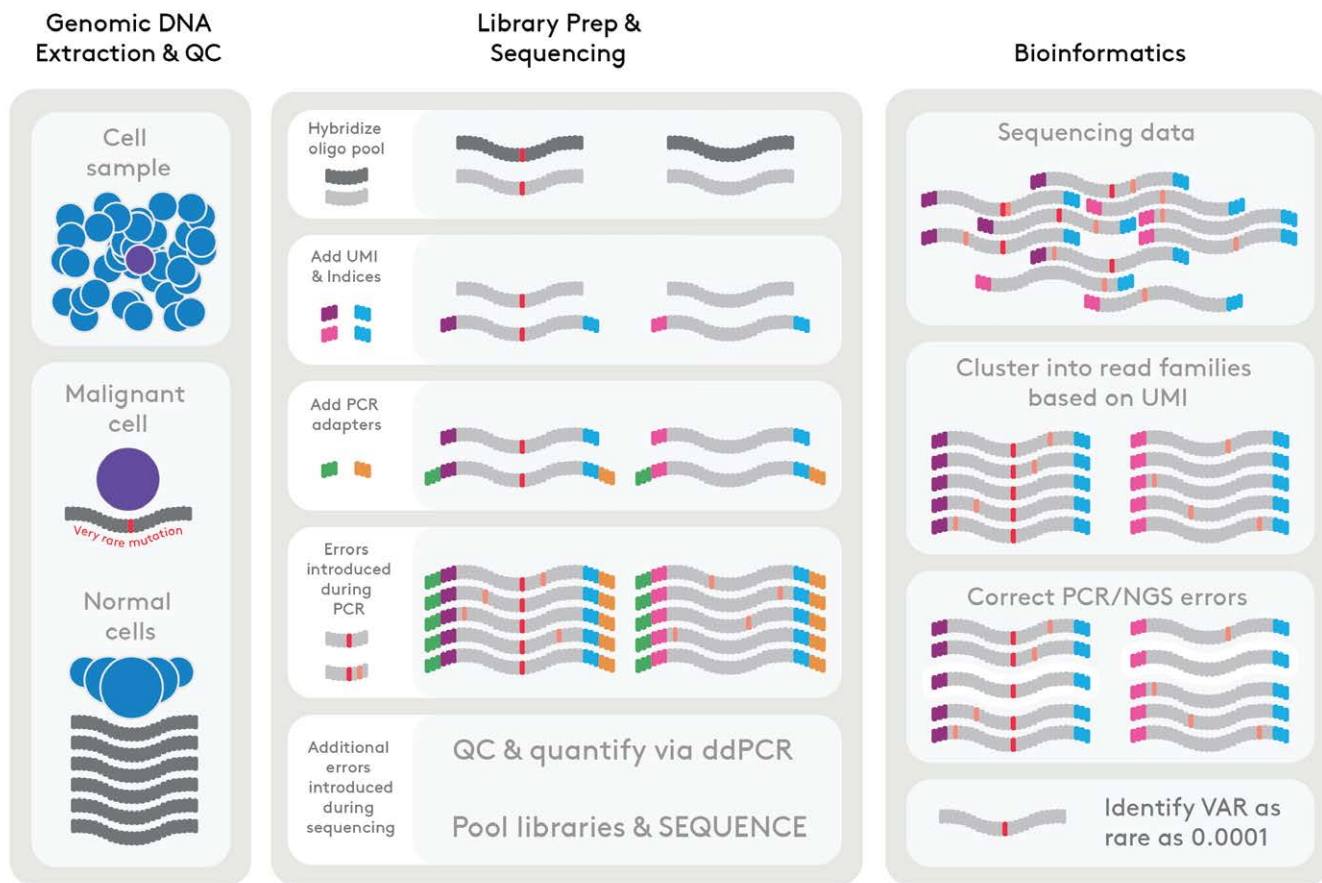 Genomic DNA
Extraction & QC
Cell
sample
Malignant
cell
Very rare mutation
Normal
cells
Library Prep &
Sequencing
Hybridize
oligo pool
Add UMI
& Indices
Add PCR
adapters
Errors
introduced
during
PCR
Additional
errors
introduced
during
sequencing
QC & quantify via ddPCR
Pool libraries & SEQUENCE
Bioinformatics
Sequencing data
Cluster into read families
based on UMI
Correct PCR/NGS errors
Identify VAR as
rare as 0.0001